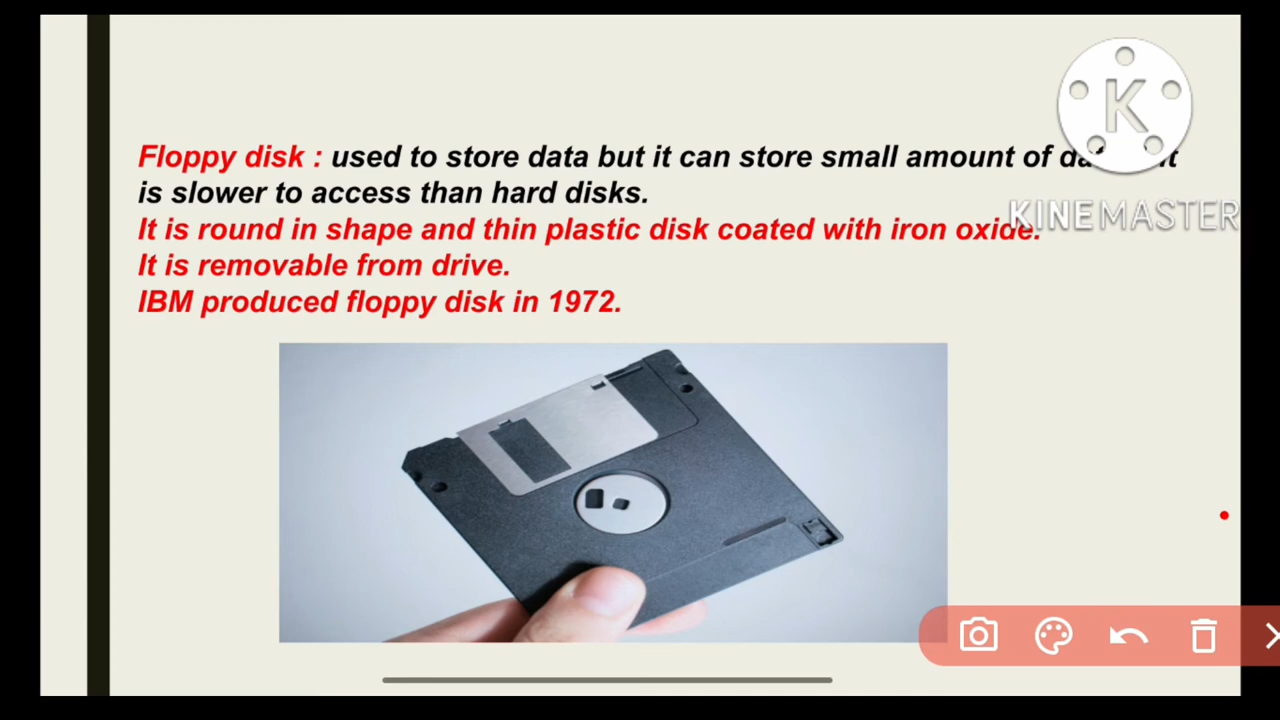 Floppy disk : used to store data but it can store small amount of
is slower to access than hard disks.
It is round in shape and thin plastic disk coated with iron oxide.
It is removable from drive.
IBM produced floppy disk in 1972.
K
KINEMASTER